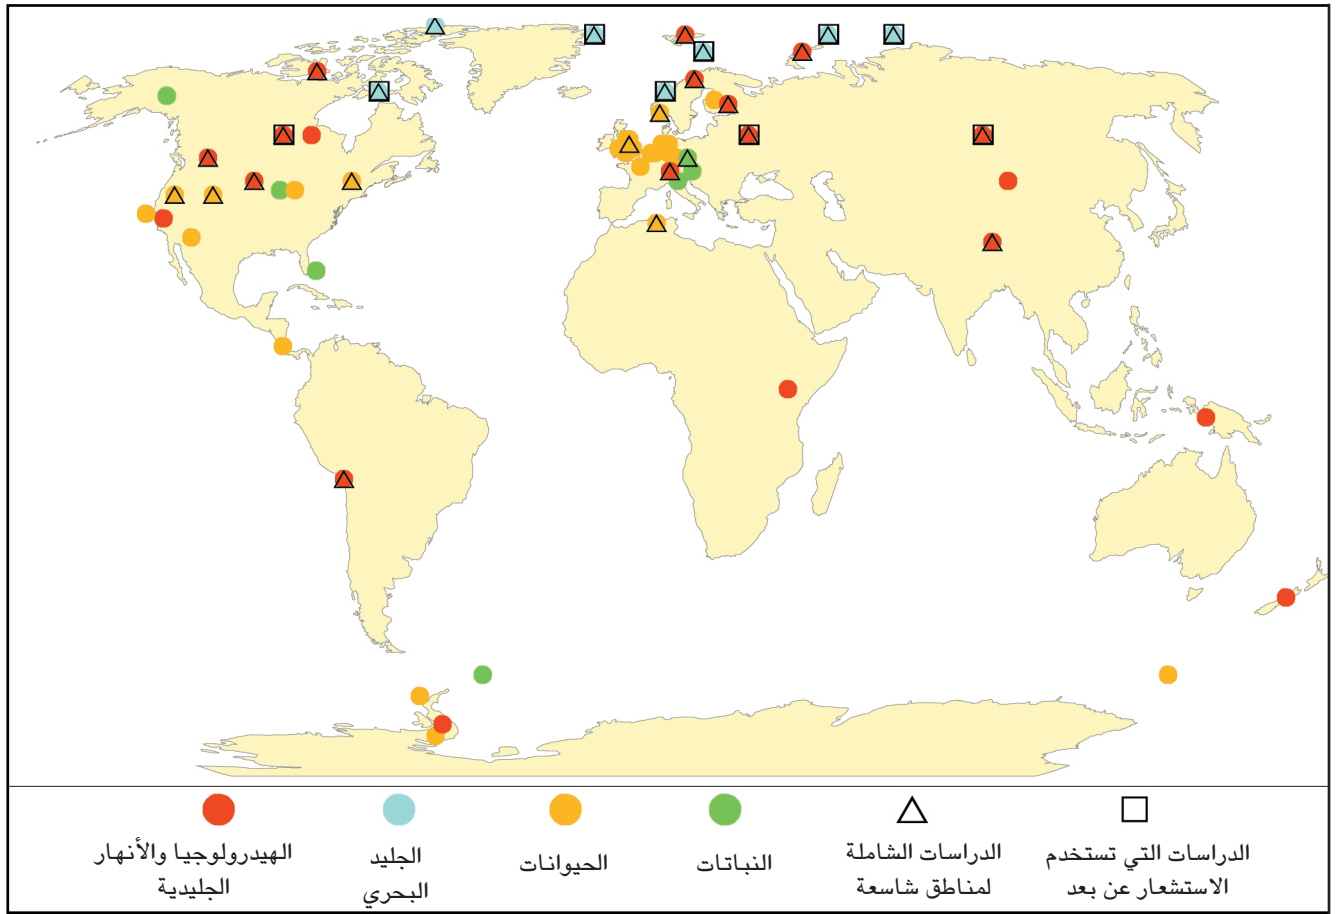 الدراسات التي تستخدم
الاستشعار عن بعد
الدراسات الشاملة
لمناطق شاسعة
النباتات
الحيوانات
الجليد
البحري
الهيدرولوجيا والأنهار
الجليدية